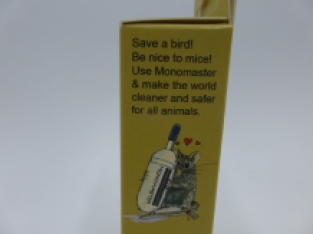 Save a bird!
Be nice to mice!
Use Monomaster
& make the world
cleaner and safer
for all animals.